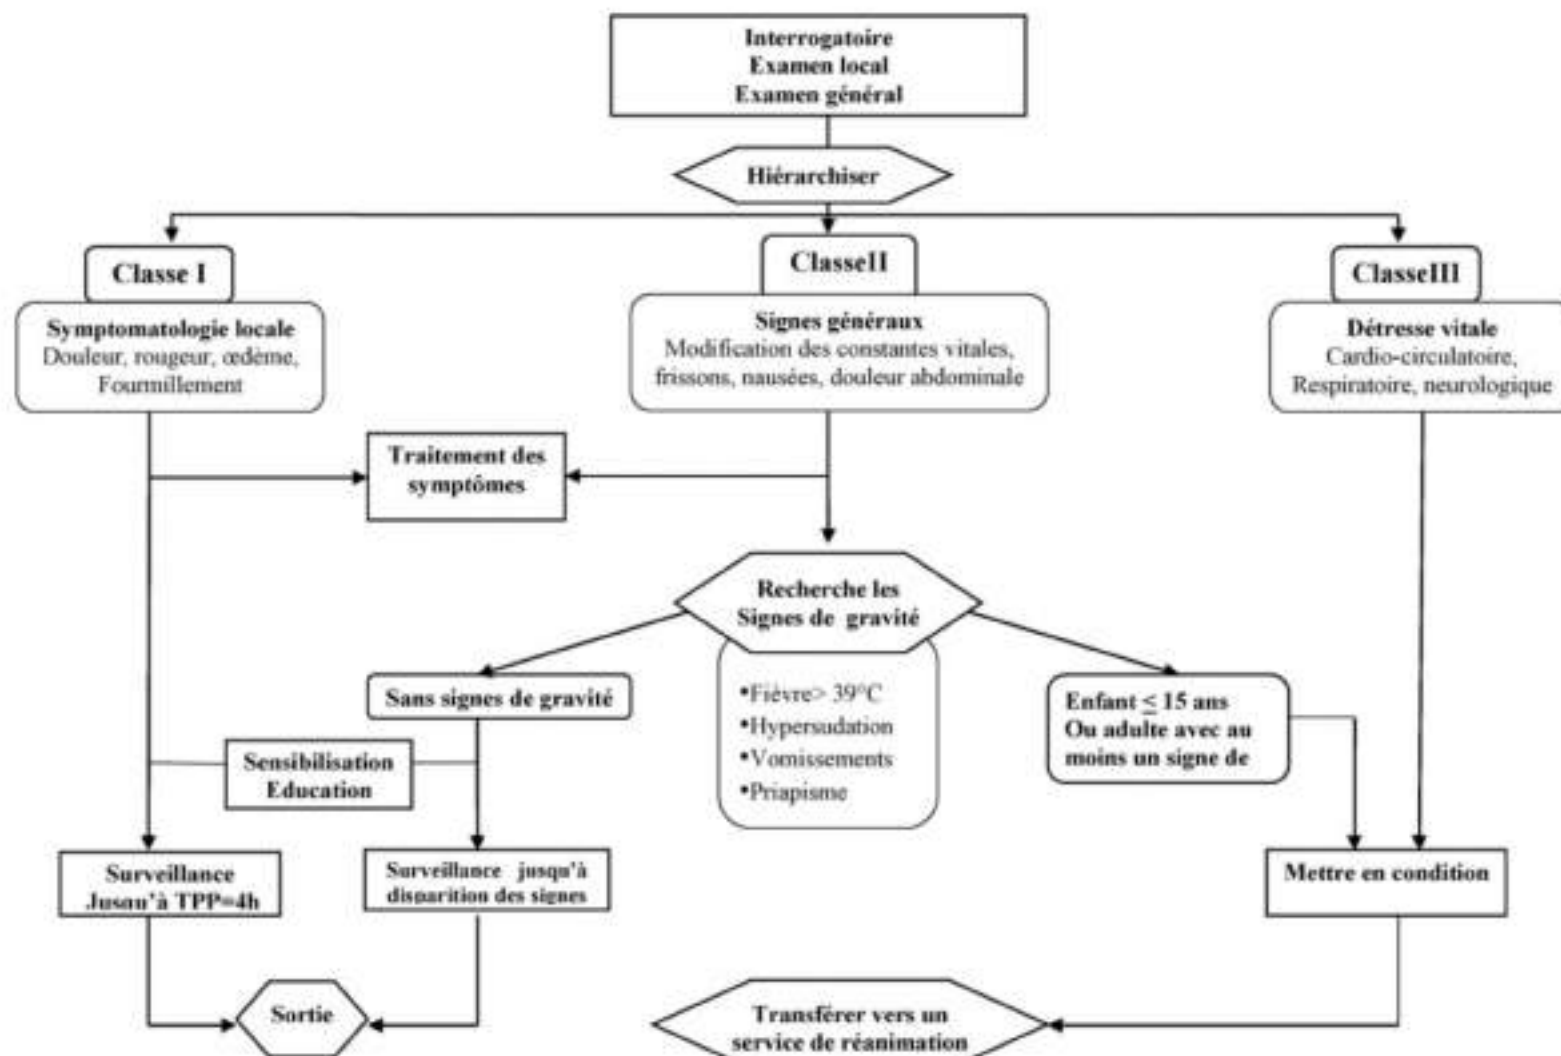 Interrogatoire
Examen local
Examen général
Hiérarchiser
Classe I
Symptomatologie locale
Douleur, rougeur, œdème,
Fourmillement
ClasseII
Signes généraux
Modification des constantes vitales,
frissons, nausées, douleur abdominale
ClasseIII
Détresse vitale
Cardio-circulatoire,
Respiratoire, neurologique
Traitement des
symptômes
Recherche les
Signes de gravité
•Fièvre> 39°C
•Hypersudation
•Vomissements
•Priapisme
Sans signes de gravité
Enfant ≤ 15 ans
Ou adulte avec au
moins un signe de
Sensibilisation
Education
Surveillance
Jusqu'à TPP=4h
Surveillance jusqu'à
disparition des signes
Mettre en condition
Sortie
Transférer vers un
service de réanimation